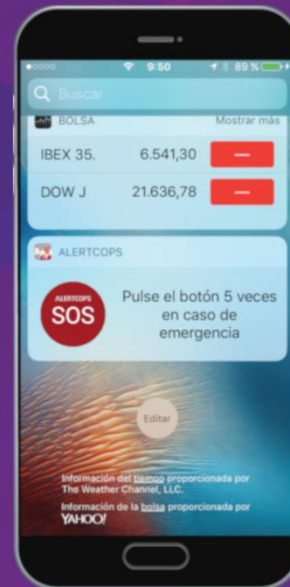 9:50
89 %
Buscar
BOLSA Mostrar más
IBEX 35. 6.541,30 —
DOW J 21.636,78 —
ALERTCOPS
ALERTCOPS
SOS
Pulse el botón 5 veces
en caso de
emergencia
Editar
Información del tiempo proporcionada por
The Weather Channel, LLC.
Información de la bolsa proporcionada por
YAHOO!